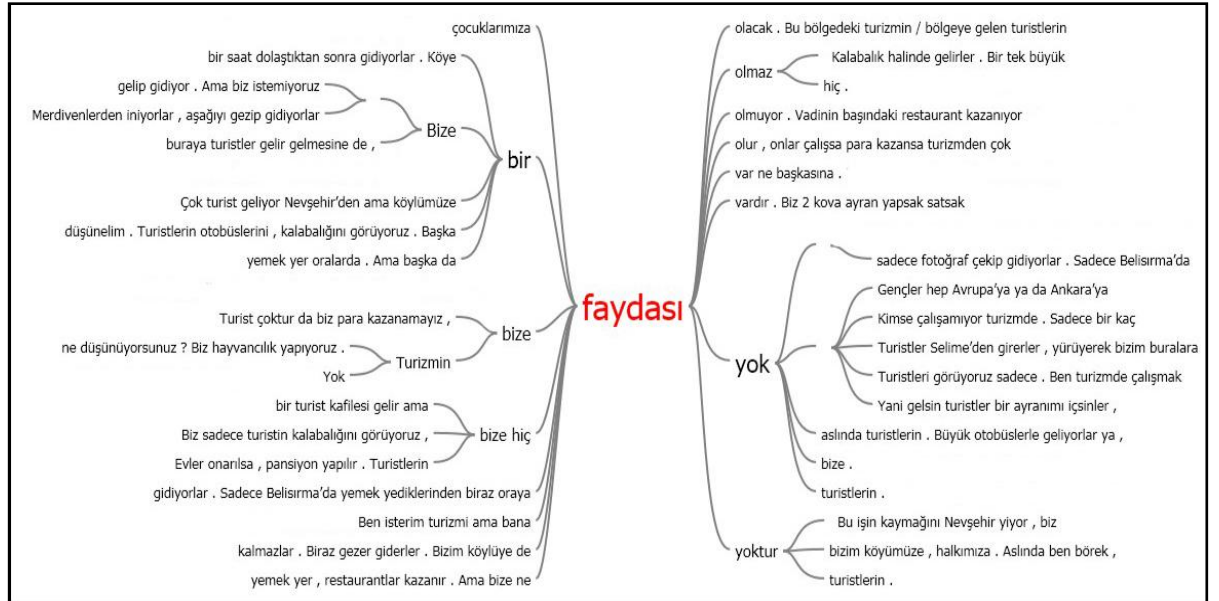 çocuklarımıza
bir saat dolaştıktan sonra gidiyorlar . Köye
gelip gidiyor . Ama biz istemiyoruz
Merdivenlerden iniyorlar , aşağıyı gezip gidiyorlar
buraya turistler gelir gelmesine de ,
Bize
bir
Çok turist geliyor Nevşehir’den ama köylümüze
düşünelim . Turistlerin otobüslerini , kalabalığını görüyoruz . Başka
yemek yer oralarda . Ama başka da
Turist çoktur da biz para kazanamayız ,
bize
ne düşünüyorsunuz ? Biz hayvancılık yapıyoruz .
Turizmin
Yok
bir turist kafilesi gelir ama
Biz sadece turistin kalabalığını görüyoruz ,
bize hiç
Evler onarılsa , pansiyon yapılır . Turistlerin
gidiyorlar . Sadece Belisırma’da yemek yediklerinden biraz oraya
Ben isterim turizmi ama bana
kalmazlar . Biraz gezer giderler . Bizim köylüye de
yemek yer , restaurantlar kazanır . Ama bize ne
faydası
olacak . Bu bölgedeki turizmin / bölgeye gelen turistlerin
olmaz
Kalabalık halinde gelirler . Bir tek büyük
hiç .
olmuyor . Vadinin başındaki restaurant kazanıyor
olur , onlar çalışsa para kazansa turizmden çok
var ne başkasına .
vardır . Biz 2 kova ayran yapsak satsak
yok
sadece fotoğraf çekip gidiyorlar . Sadece Belisırma’da
Gençler hep Avrupa’ya ya da Ankara’ya
Kimse çalışamıyor turizmde . Sadece bir kaç
Turistler Selime’den girerler , yürüyerek bizim buralara
Turistleri görüyoruz sadece . Ben turizmde çalışmak
Yani gelsin turistler bir ayranımı içsinler ,
aslında turistlerin . Büyük otobüslerle geliyorlar ya ,
bize .
turistlerin .
yoktur
Bu işin kaymağını Nevşehir yiyor , biz
bizim köyümüze , halkımıza . Aslında ben börek ,
turistlerin .